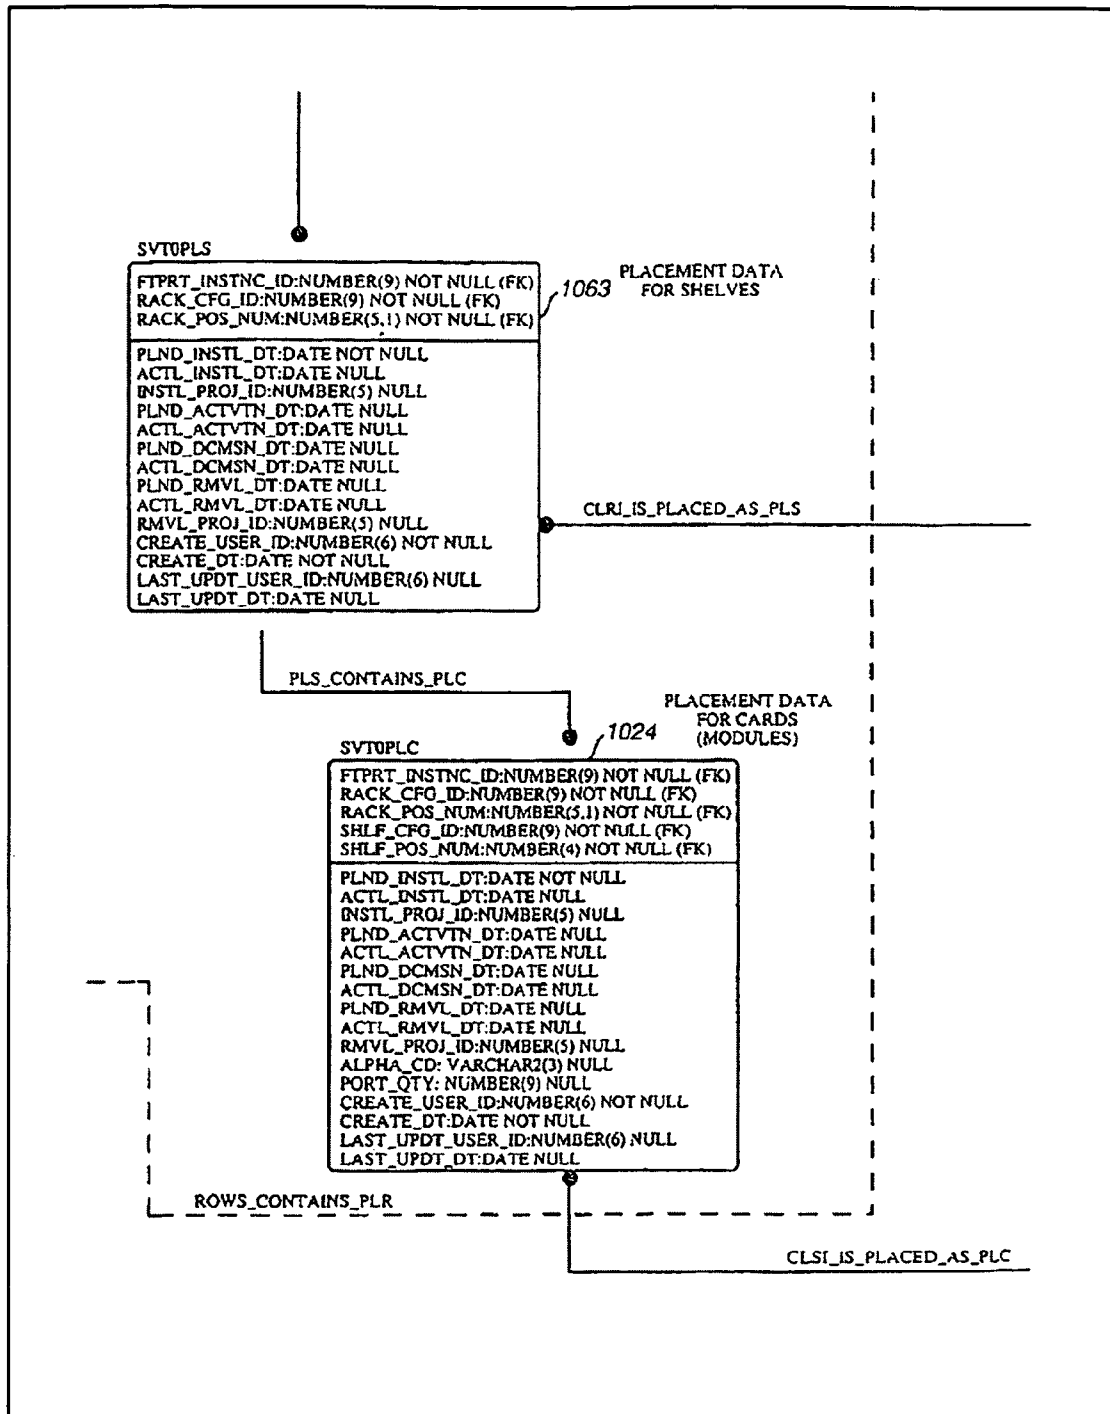 SVT0PLS
FTPRT_INSTNC_ID:NUMBER(9) NOT NULL (FK)
RACK_CFG_ID:NUMBER(9) NOT NULL (FK)
RACK_POS_NUM:NUMBER(5,1) NOT NULL (FK)
1063
PLACEMENT DATA
FOR SHELVES
PLND_INSTL_DT:DATE NOT NULL
ACTL_INSTL_DT:DATE NULL
INSTL_PROJ_ID:NUMBER(5) NULL
PLND_ACTVTN_DT:DATE NULL
ACTL_ACTVTN_DT:DATE NULL
PLND_DCMSN_DT:DATE NULL
ACTL_DCMSN_DT:DATE NULL
PLND_RMVL_DT:DATE NULL
ACTL_RMVL_DT:DATE NULL
RMVL_PROJ_ID:NUMBER(5) NULL
CREATE_USER_ID:NUMBER(6) NOT NULL
CREATE_DT:DATE NOT NULL
LAST_UPDT_USER_ID:NUMBER(6) NULL
LAST_UPDT_DT:DATE NULL
CLRI_IS_PLACED_AS_PLS
PLS_CONTAINS_PLC
PLACEMENT DATA
FOR CARDS
(MODULES)
1024
SVT0PLC
FTPRT_INSTNC_ID:NUMBER(9) NOT NULL (FK)
RACK_CFG_ID:NUMBER(9) NOT NULL (FK)
RACK_POS_NUM:NUMBER(5,1) NOT NULL (FK)
SHLF_CFG_ID:NUMBER(9) NOT NULL (FK)
SHLF_POS_NUM:NUMBER(4) NOT NULL (FK)
PLND_INSTL_DT:DATE NOT NULL
ACTL_INSTL_DT:DATE NULL
INSTL_PROJ_ID:NUMBER(5) NULL
PLND_ACTVTN_DT:DATE NULL
ACTL_ACTVTN_DT:DATE NULL
PLND_DCMSN_DT:DATE NULL
ACTL_DCMSN_DT:DATE NULL
PLND_RMVL_DT:DATE NULL
ACTL_RMVL_DT:DATE NULL
RMVL_PROJ_ID:NUMBER(5) NULL
ALPHA_CD: VARCHAR2(3) NULL
PORT_QTY: NUMBER(9) NULL
CREATE_USER_ID:NUMBER(6) NOT NULL
CREATE_DT:DATE NOT NULL
LAST_UPDT_USER_ID:NUMBER(6) NULL
LAST_UPDT_DT:DATE NULL
ROWS_CONTAINS_PLR
CLSI_IS_PLACED_AS_PLC